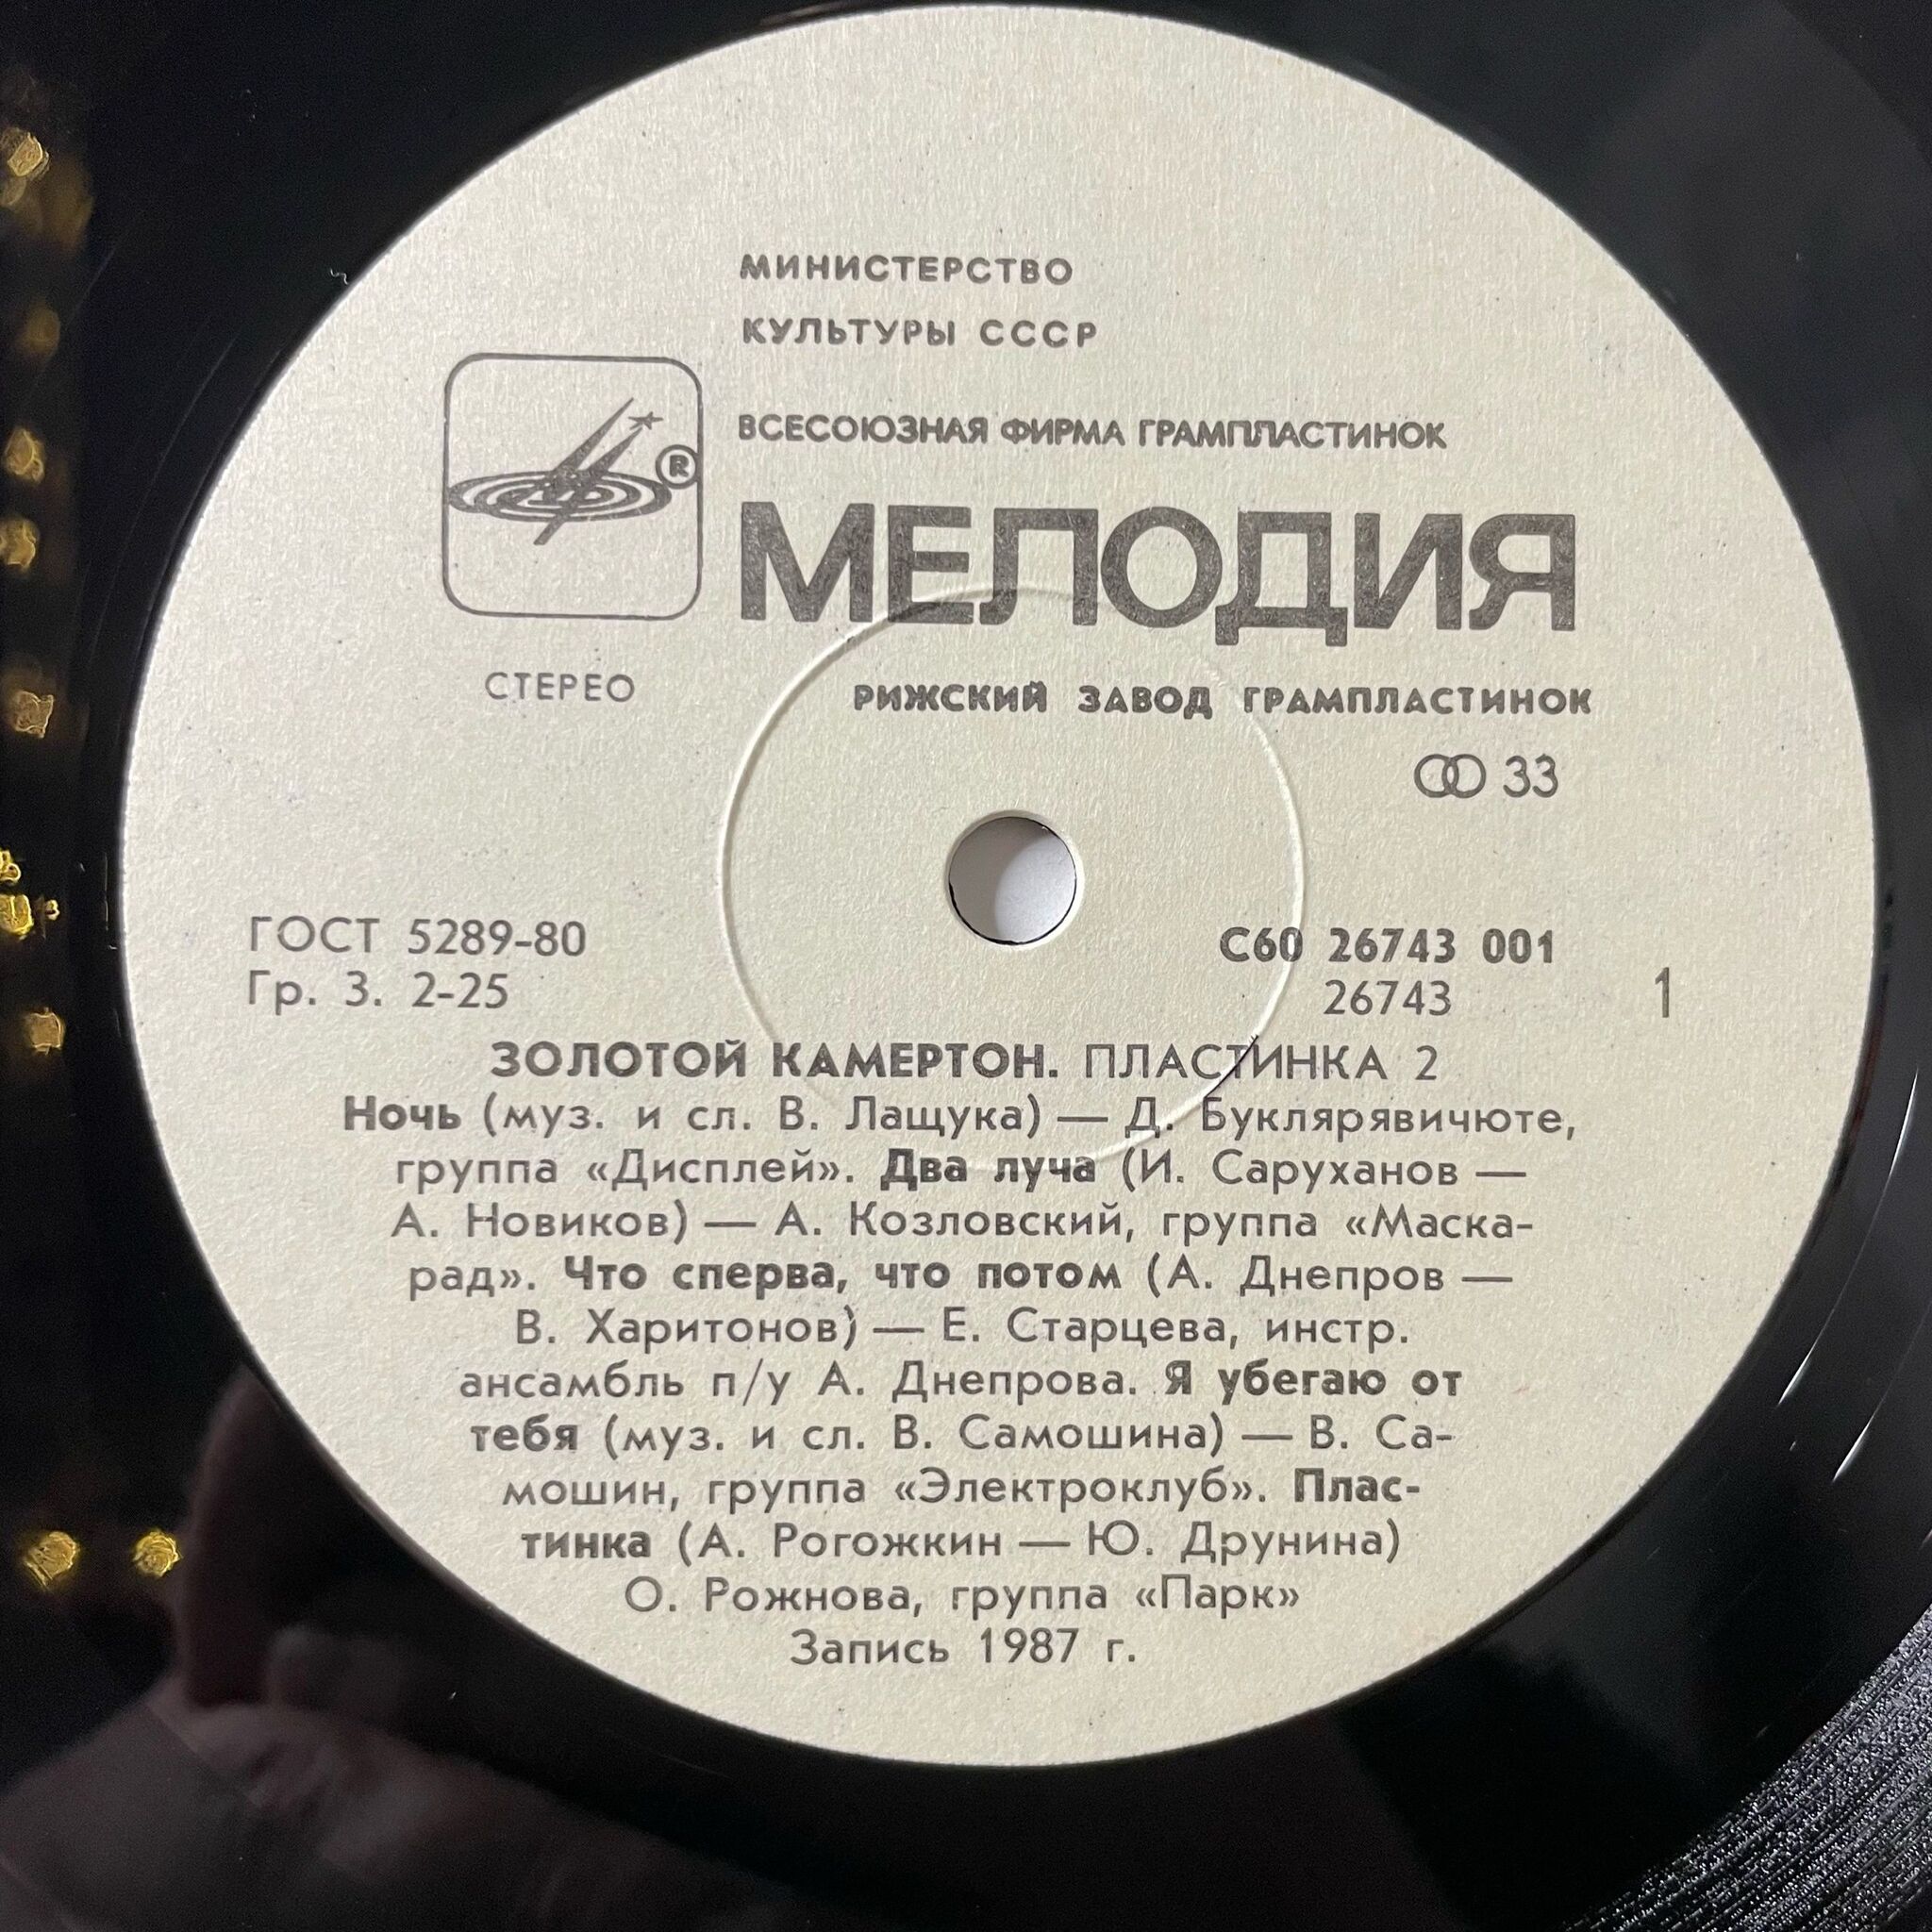 МИНИСТЕРСТВО
КУЛЬТУРЫ СССР
ВСЕСОЮЗНАЯ ФИРМА ГРАМПЛАСТИНОК
®
МЕЛОДИЯ
СТЕРЕО
РИЖСКИЙ ЗАВОД ГРАМПЛАСТИНОК
33
ГОСТ 5289-80
Гр. 3. 2-25
С60 26743 001
26743
1
ЗОЛОТОЙ КАМЕРТОН. ПЛАСТИНКА 2
Ночь (муз. и сл. В. Лащука) — Д. Буклярявичюте,
группа «Дисплей». Два луча (И. Саруханов —
А. Новиков) — А. Козловский, группа «Маска-
рад». Что сперва, что потом (А. Днепров —
В. Харитонов) — Е. Старцева, инстр.
ансамбль п/у А. Днепрова. Я убегаю от
тебя (муз. и сл. В. Самошина) — В. Са-
мошин, группа «Электроклуб». Плас-
тинка (А. Рогожкин — Ю. Друнина)
О. Рожнова, группа «Парк»
Запись 1987 г.